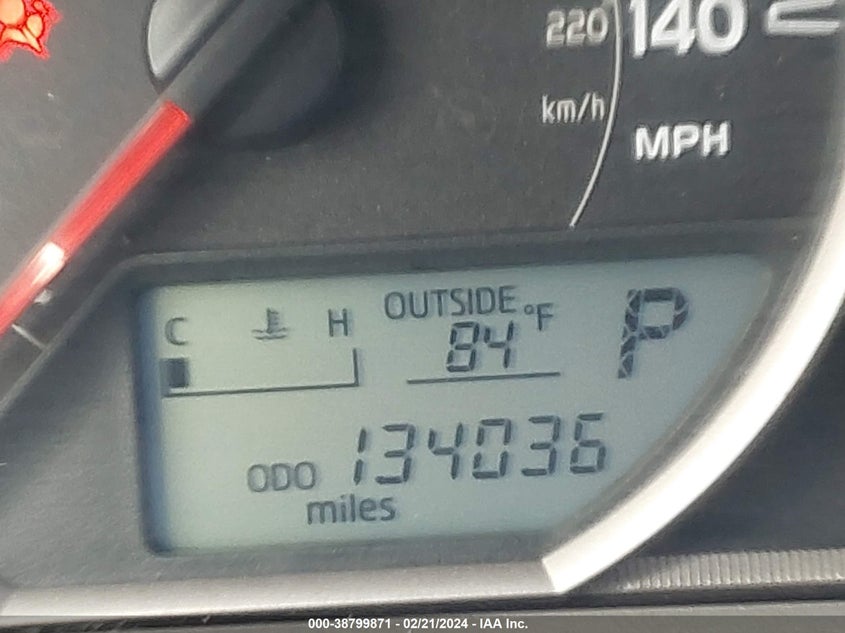 220 140
km/h
MPH
C H OUTSIDE °F
84
P
ODO 134036
miles
000-38799871 - 02/21/2024 - IAA Inc.